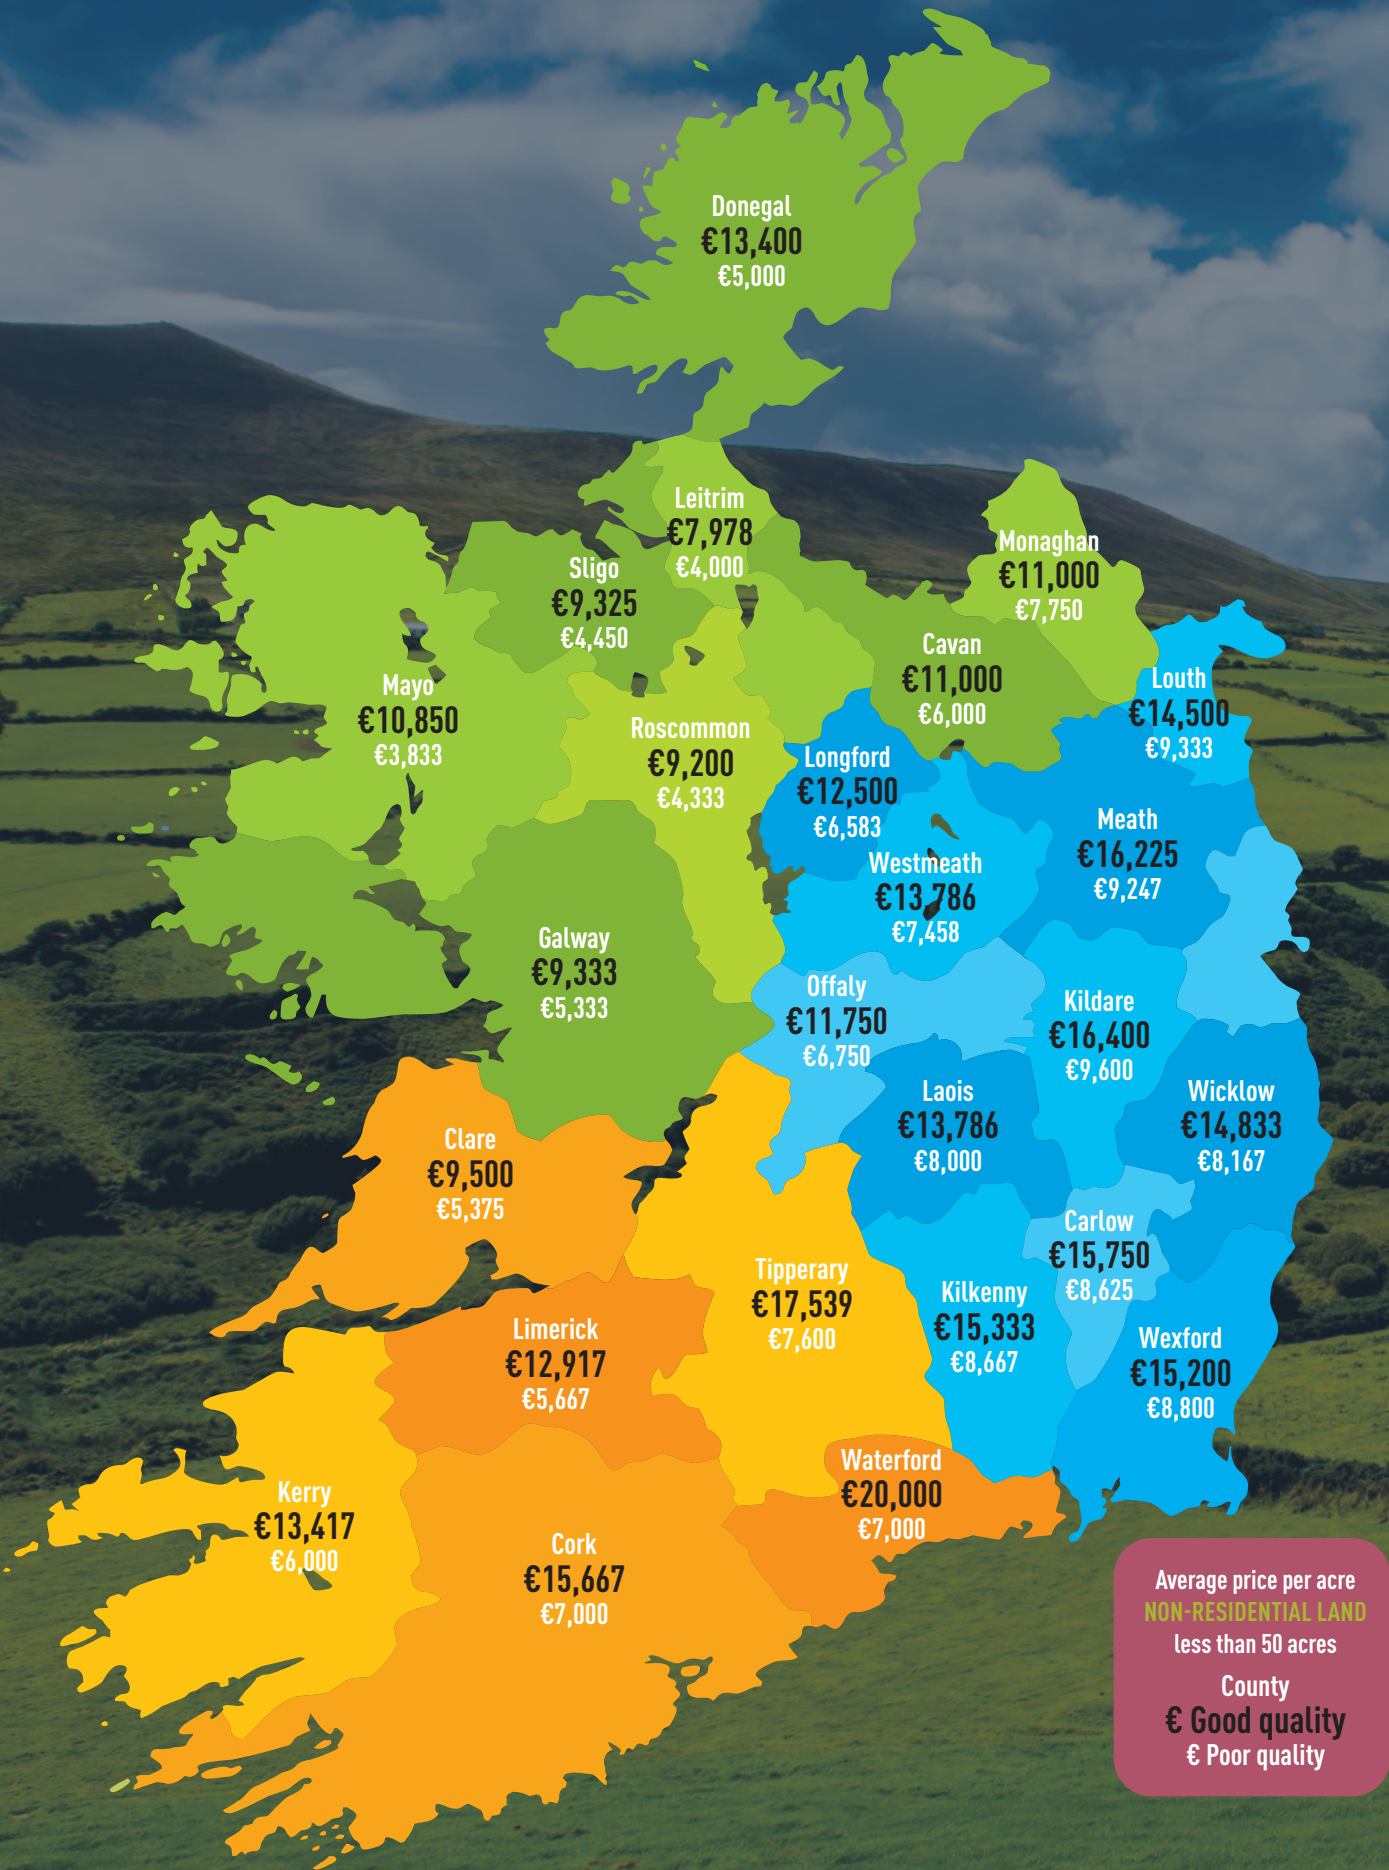 Donegal
€13,400
€5,000
Leitrim
€7,978
€4,000
Monaghan
€11,000
€7,750
Sligo
€9,325
€4,450
Cavan
€11,000
€6,000
Louth
€14,500
€9,333
Mayo
€10,850
€3,833
Roscommon
€9,200
€4,333
Longford
€12,500
€6,583
Meath
€16,225
€9,247
Westmeath
€13,786
€7,458
Galway
€9,333
€5,333
Offaly
€11,750
€6,750
Kildare
€16,400
€9,600
Laois
€13,786
€8,000
Wicklow
€14,833
€8,167
Clare
€9,500
€5,375
Carlow
€15,750
€8,625
Tipperary
€17,539
€7,600
Kilkenny
€15,333
€8,667
Limerick
€12,917
€5,667
Wexford
€15,200
€8,800
Waterford
€20,000
€7,000
Kerry
€13,417
€6,000
Cork
€15,667
€7,000
Average price per acre
NON-RESIDENTIAL LAND
less than 50 acres
County
€ Good quality
€ Poor quality